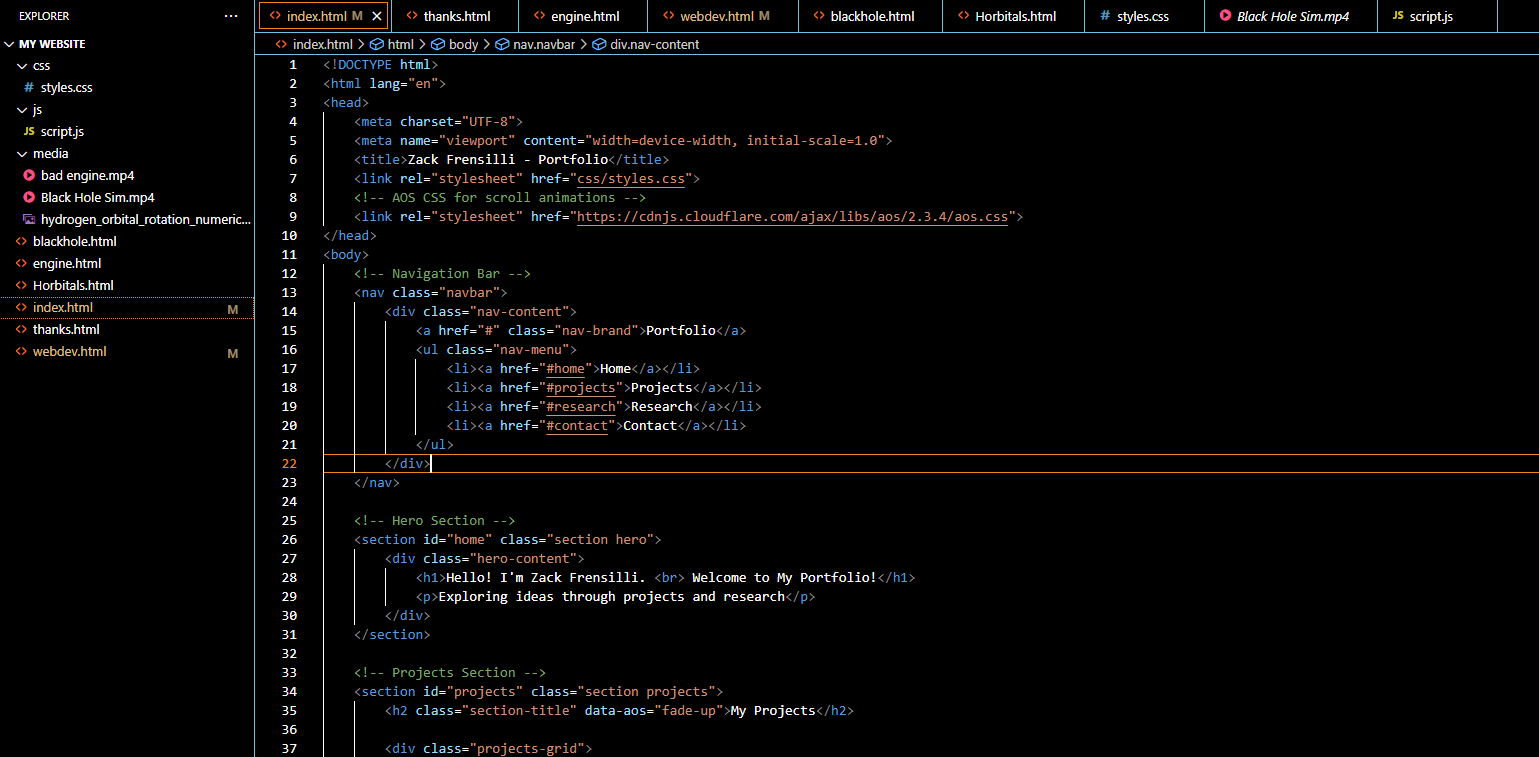 EXPLORER ···
MY WEBSITE
css
# styles.css
js
JS script.js
media
bad engine.mp4
Black Hole Sim.mp4
hydrogen_orbital_rotation_numeric...
<> blackhole.html
<> engine.html
<> Horbitals.html
<> index.html M
<> thanks.html
<> webdev.html M
<> index.html M ×
<> thanks.html
<> engine.html
<> webdev.html M
<> blackhole.html
<> Horbitals.html
# styles.css
Black Hole Sim.mp4
JS script.js
<> index.html > html > body > nav.navbar > div.nav-content
1 <!DOCTYPE html>
2 <html lang="en">
3 <head>
4 <meta charset="UTF-8">
5 <meta name="viewport" content="width=device-width, initial-scale=1.0">
6 <title>Zack Frensilli - Portfolio</title>
7 <link rel="stylesheet" href="css/styles.css">
8 <!-- AOS CSS for scroll animations -->
9 <link rel="stylesheet" href="https://cdnjs.cloudflare.com/ajax/libs/aos/2.3.4/aos.css">
10 </head>
11 <body>
12 <!-- Navigation Bar -->
13 <nav class="navbar">
14 <div class="nav-content">
15 <a href="#" class="nav-brand">Portfolio</a>
16 <ul class="nav-menu">
17 <li><a href="#home">Home</a></li>
18 <li><a href="#projects">Projects</a></li>
19 <li><a href="#research">Research</a></li>
20 <li><a href="#contact">Contact</a></li>
21 </ul>
22 </div>
23 </nav>
24
25 <!-- Hero Section -->
26 <section id="home" class="section hero">
27 <div class="hero-content">
28 <h1>Hello! I'm Zack Frensilli. <br> Welcome to My Portfolio!</h1>
29 <p>Exploring ideas through projects and research</p>
30 </div>
31 </section>
32
33 <!-- Projects Section -->
34 <section id="projects" class="section projects">
35 <h2 class="section-title" data-aos="fade-up">My Projects</h2>
36
37 <div class="projects-grid">